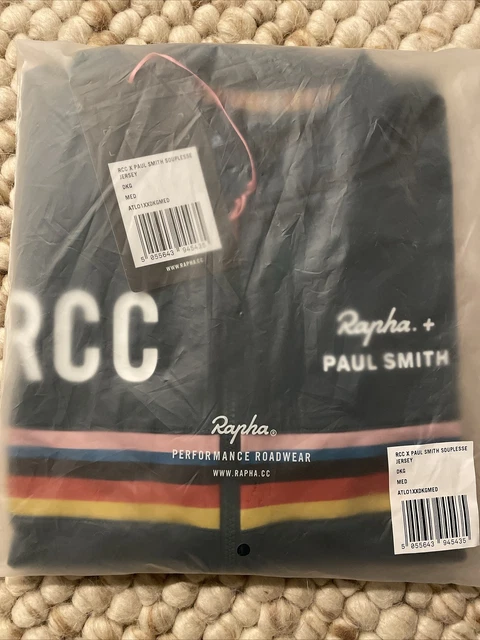 RCC X PAUL SMITH SOUPLESSE
JERSEY
DKG
MED
ATL01XXDKGMED
5 055643 945435
WWW.RAPHA.CC
RCC
Rapha. +
PAUL SMITH
Rapha®
PERFORMANCE ROADWEAR
WWW.RAPHA.CC
RCC X PAUL SMITH SOUPLESSE
JERSEY
DKG
MED
ATL01XXDKGMED
5 055643 945435